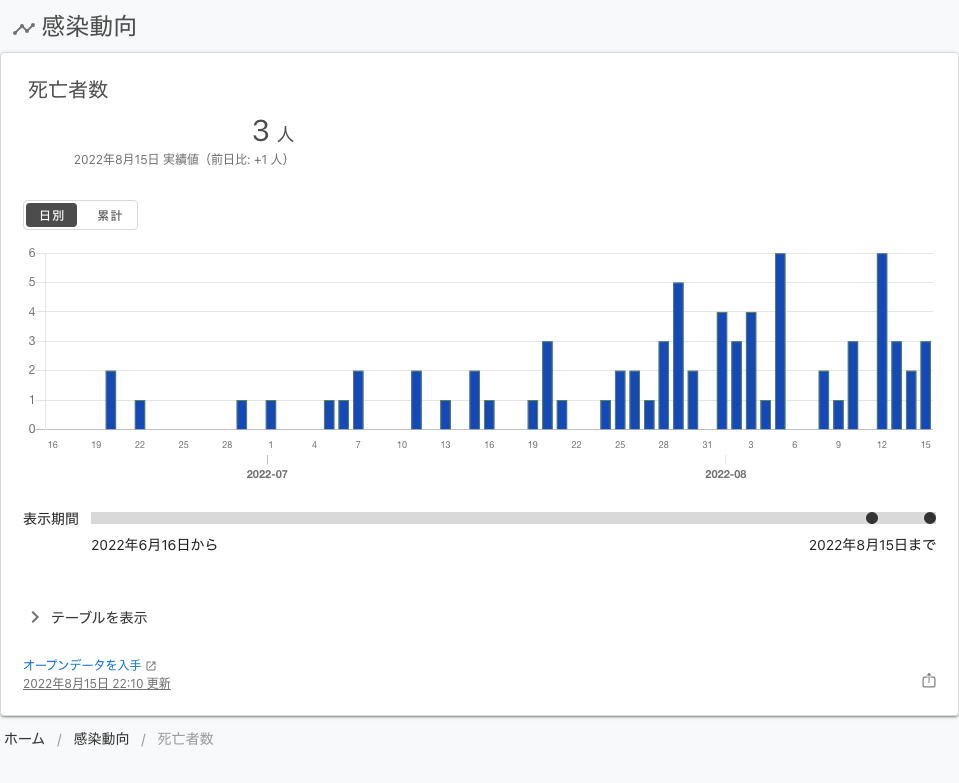 感染動向
死亡者数
3 人
2022年8月15日 実績値（前日比: +1 人）
日別 累計
6
5
4
3
2
1
0
16 19 22 25 28 1 4 7 10 13 16 19 22 25 28 31 3 6 9 12 15
2022-07 2022-08
表示期間
2022年6月16日から 2022年8月15日まで
テーブルを表示
オープンデータを入手
2022年8月15日 22:10 更新
ホーム / 感染動向 / 死亡者数